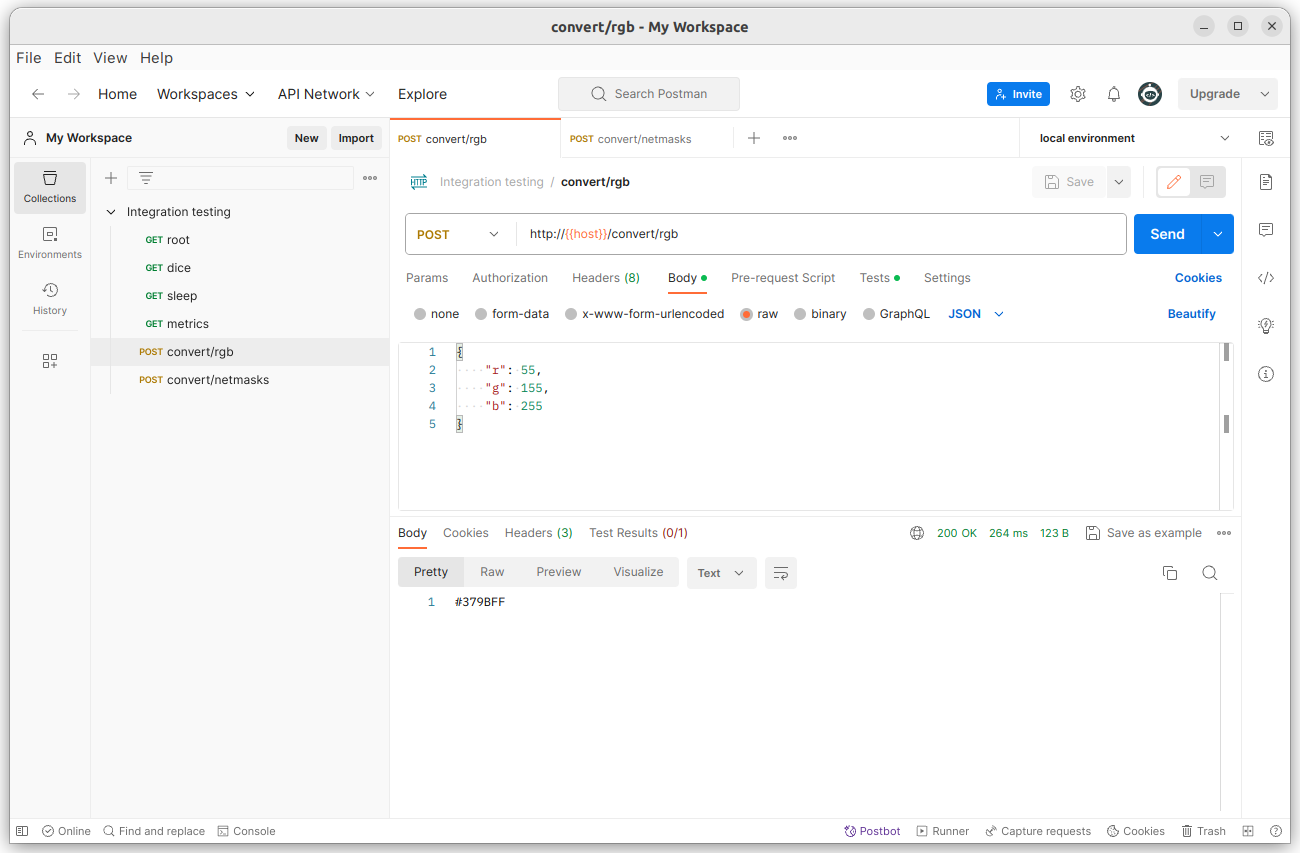 convert/rgb - My Workspace
File Edit View Help
Home Workspaces API Network Explore Search Postman Invite Upgrade
My Workspace New Import POST convert/rgb POST convert/netmasks local environment
Collections
Environments
History
Integration testing
GET root
GET dice
GET sleep
GET metrics
POST convert/rgb
POST convert/netmasks
HTTP Integration testing / convert/rgb Save
POST http://{{host}}/convert/rgb Send
Params Authorization Headers (8) Body Pre-request Script Tests Settings Cookies
none form-data x-www-form-urlencoded raw binary GraphQL JSON Beautify
1 {
2 "r": 55,
3 "g": 155,
4 "b": 255
5 }
Body Cookies Headers (3) Test Results (0/1) 200 OK 264 ms 123 B Save as example
Pretty Raw Preview Visualize Text
1 #379BFF
Online Find and replace Console Postbot Runner Capture requests Cookies Trash